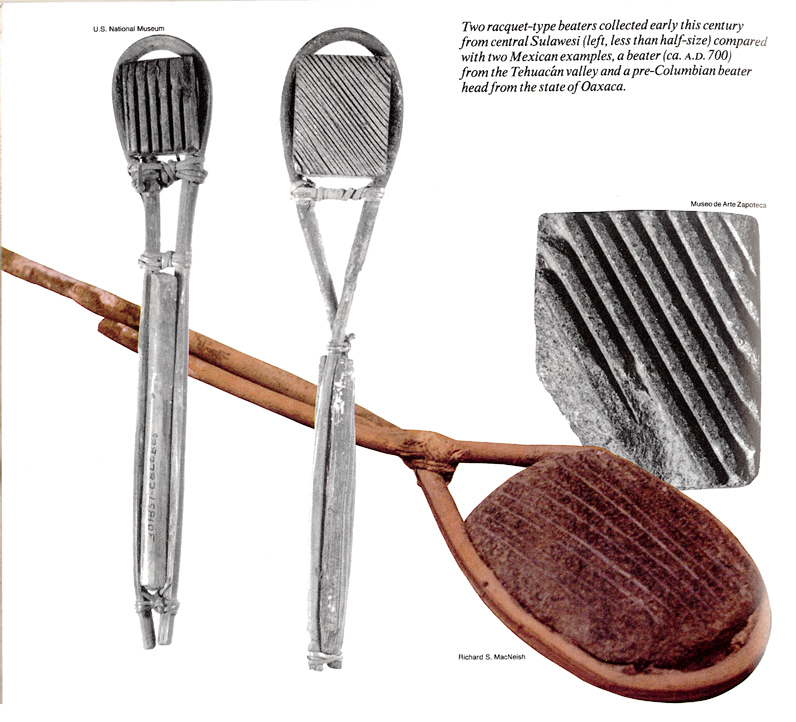 U.S. National Museum
Two racquet-type beaters collected early this century
from central Sulawesi (left, less than half-size) compared
with two Mexican examples, a beater (ca. A.D. 700)
from the Tehuacán valley and a pre-Columbian beater
head from the state of Oaxaca.
Museo de Arte Zapoteca
Richard S. MacNeish